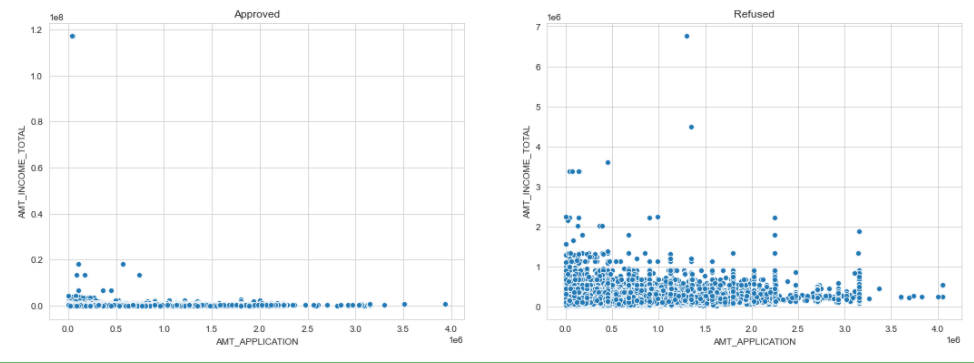 Approved
1e8
1.2
1.0
0.8
0.6
0.4
0.2
0.0
AMT_INCOME_TOTAL
0.0 0.5 1.0 1.5 2.0 2.5 3.0 3.5 4.0
AMT_APPLICATION
1e6
Refused
1e6
7
6
5
4
3
2
1
0
AMT_INCOME_TOTAL
0.0 0.5 1.0 1.5 2.0 2.5 3.0 3.5 4.0
AMT_APPLICATION
1e6